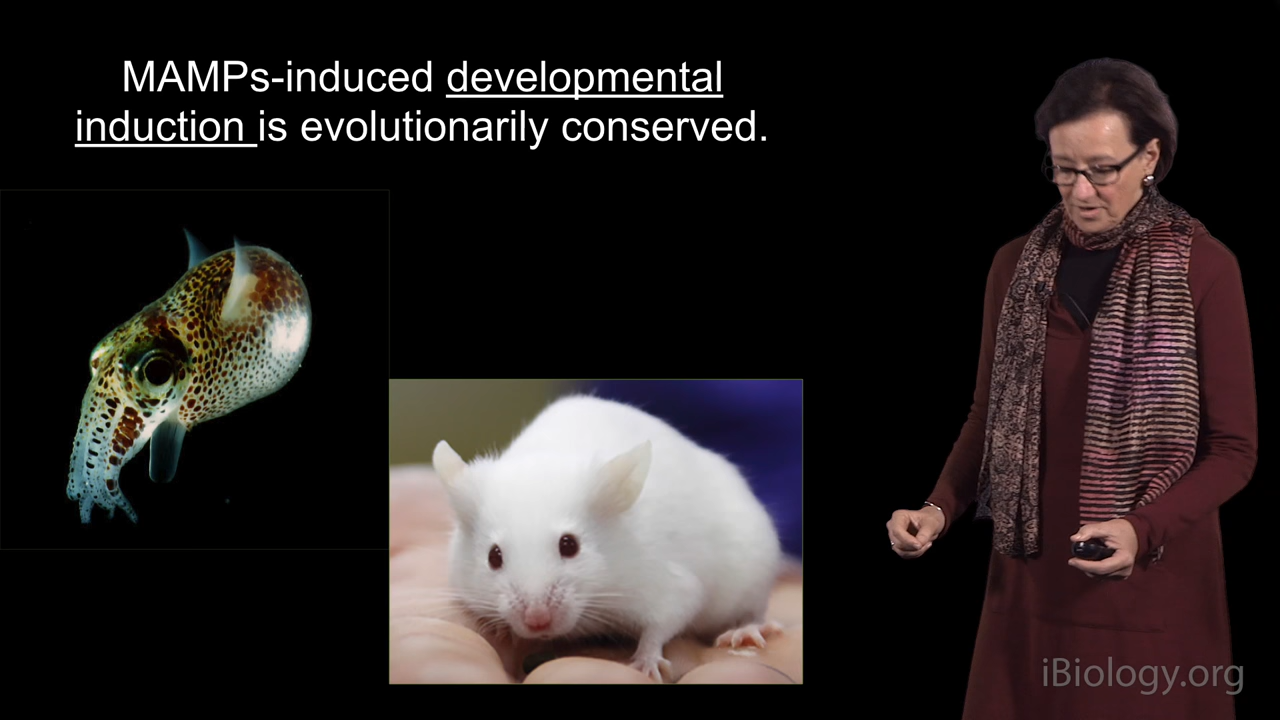 MAMPs-induced developmental
induction is evolutionarily conserved.
iBiology.org